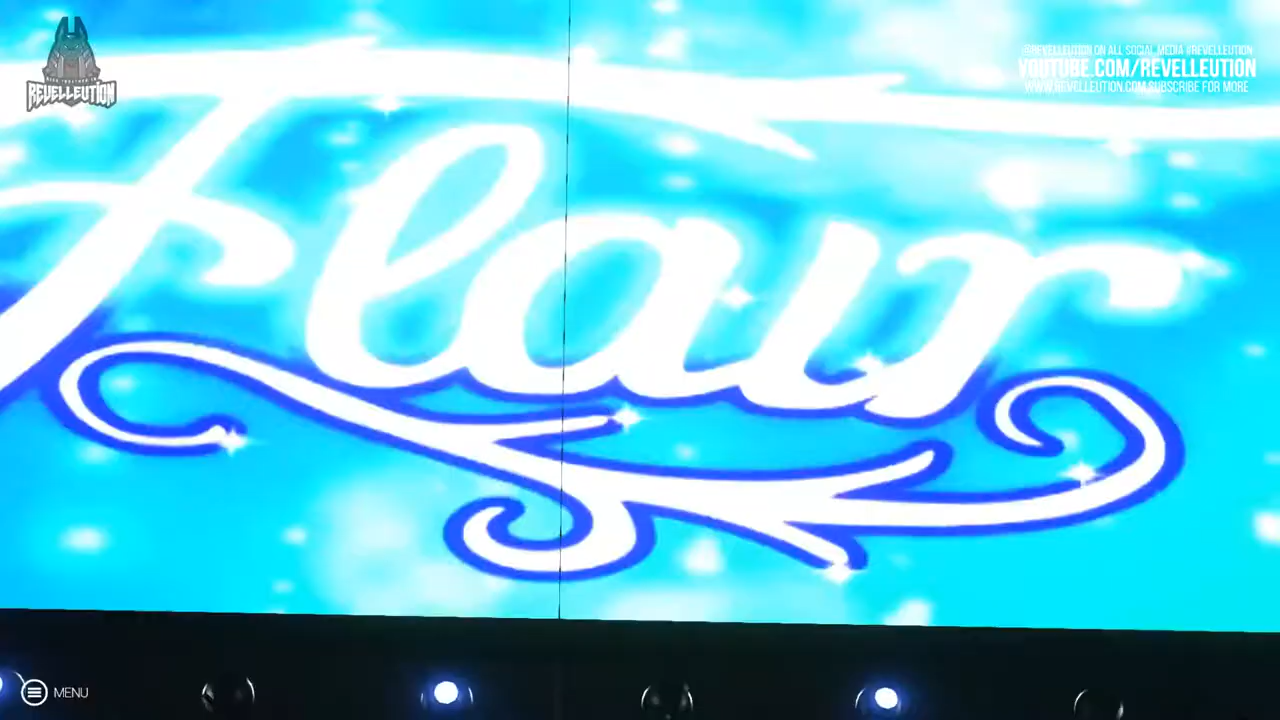 REVELLEUTION
@REVELLEUTION ON ALL SOCIAL MEDIA #REVELLEUTION
YOUTUBE.COM/REVELLEUTION
WWW.REVELLEUTION.COM SUBSCRIBE FOR MORE
Flair
MENU